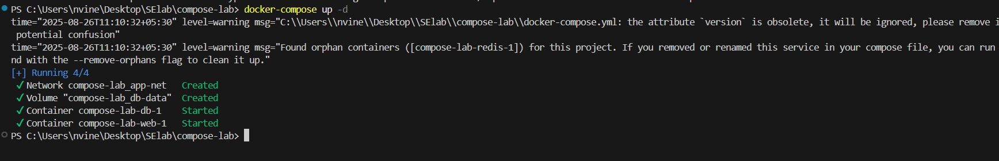 PS C:\Users\nvine\Desktop\SElab\compose-lab> docker-compose up -d
time="2025-08-26T11:10:32+05:30" level=warning msg="C:\\Users\\nvine\\Desktop\\SElab\\compose-lab\\docker-compose.yml: the attribute `version` is obsolete, it will be ignored, please remove i
potential confusion"
time="2025-08-26T11:10:32+05:30" level=warning msg="Found orphan containers ([compose-lab-redis-1]) for this project. If you removed or renamed this service in your compose file, you can run
nd with the --remove-orphans flag to clean it up."
[+] Running 4/4
✓ Network compose-lab_app-net Created
✓ Volume "compose-lab_db-data" Created
✓ Container compose-lab-db-1 Started
✓ Container compose-lab-web-1 Started
PS C:\Users\nvine\Desktop\SElab\compose-lab>